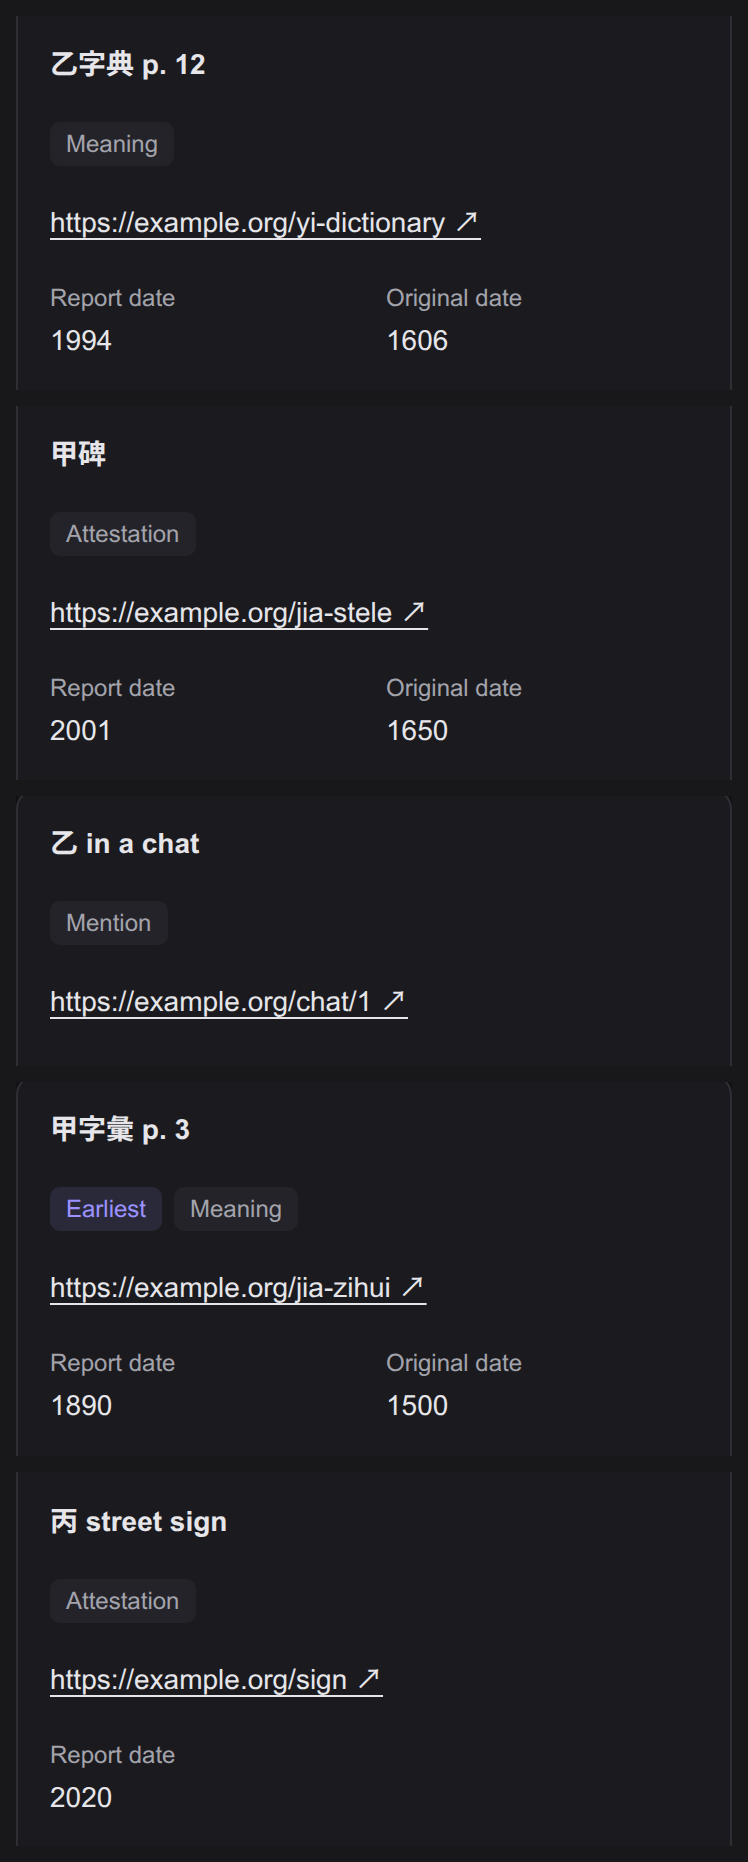 乙字典 p. 12
Meaning
https://example.org/yi-dictionary ↗
Report date Original date
1994 1606
甲碑
Attestation
https://example.org/jia-stele ↗
Report date Original date
2001 1650
乙 in a chat
Mention
https://example.org/chat/1 ↗
甲字彙 p. 3
Earliest Meaning
https://example.org/jia-zihui ↗
Report date Original date
1890 1500
丙 street sign
Attestation
https://example.org/sign ↗
Report date
2020